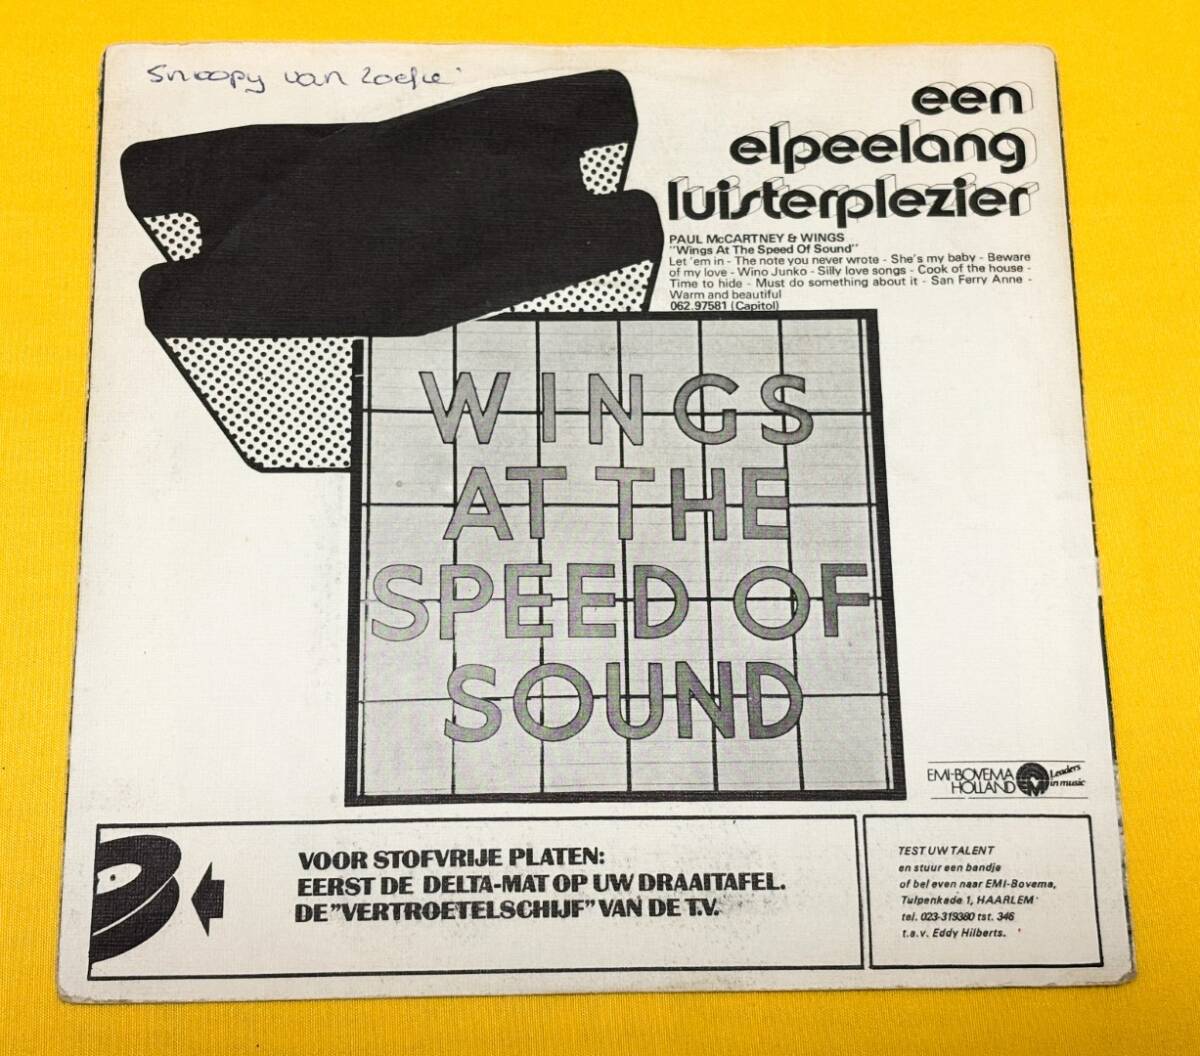 Snoopy van
een
elpeelang
luisterplezier
PAUL McCARTNEY & WINGS
"Wings At The Speed Of Sound"
Let 'em in - The note you never wrote - She's my baby - Beware
of my love - Wino Junko - Silly love songs - Cook of the house -
Time to hide - Must do something about it - San Ferry Anne -
Warm and beautiful
062.97581 (Capitol)
WINGS
AT THE
SPEED OF
SOUND
EMI-BOVEMA
HOLLAND
EM
Leaders
in music
VOOR STOFVRIJE PLATEN:
EERST DE DELTA-MAT OP UW DRAAITAFEL.
DE "VERTROETELSCHIJF" VAN DE T.V.
TEST UW TALENT
en stuur een bandje
of bel even naar EMI-Bovema,
Tulpenkade 1, HAARLEM
tel. 023-319380 tst. 346
t.a.v. Eddy Hilberts.